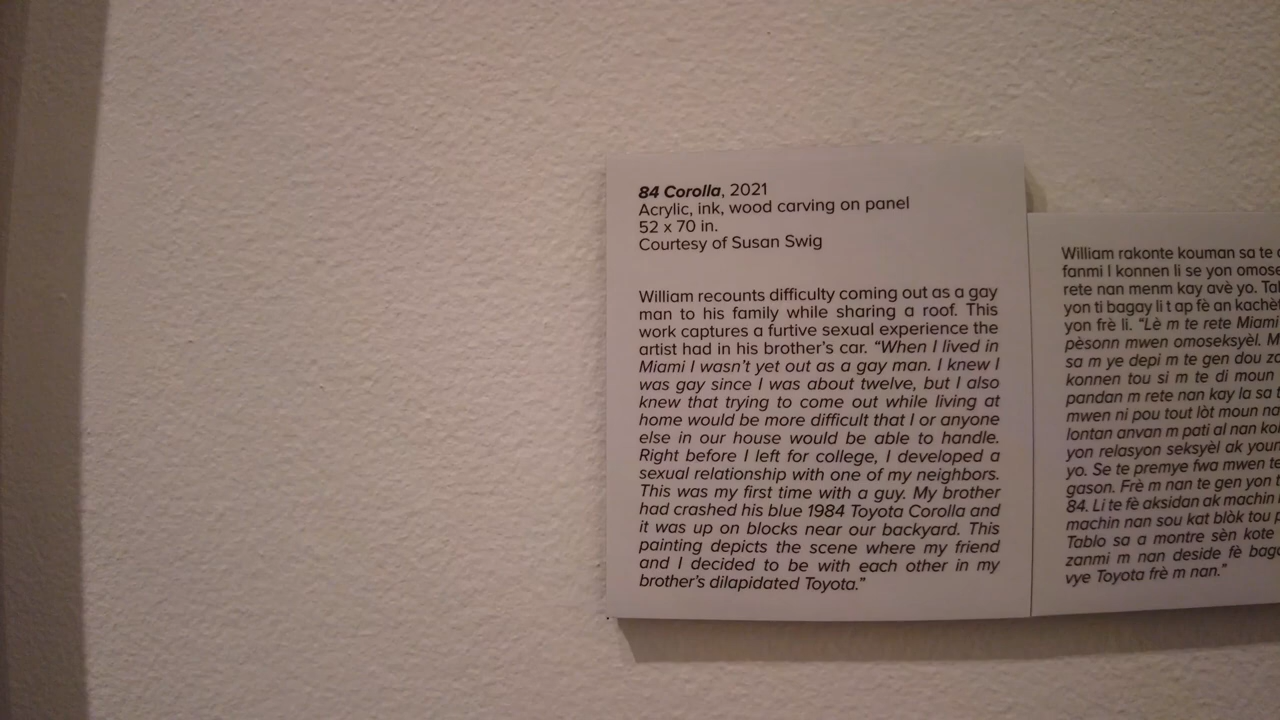 84 Corolla, 2021
Acrylic, ink, wood carving on panel
52 x 70 in.
Courtesy of Susan Swig
William recounts difficulty coming out as a gay
man to his family while sharing a roof. This
work captures a furtive sexual experience the
artist had in his brother's car. “When I lived in
Miami I wasn't yet out as a gay man. I knew I
was gay since I was about twelve, but I also
knew that trying to come out while living at
home would be more difficult that I or anyone
else in our house would be able to handle.
Right before I left for college, I developed a
sexual relationship with one of my neighbors.
This was my first time with a guy. My brother
had crashed his blue 1984 Toyota Corolla and
it was up on blocks near our backyard. This
painting depicts the scene where my friend
and I decided to be with each other in my
brother's dilapidated Toyota.”
William rakonte kouman sa te
fanmi l konnen li se yon
rete nan menm kay avè yo.
yon ti bagay li t ap fè an
yon frè li. “Lè m te rete Miami
pèsonn mwen omoseksyèl.
sa m ye depi m te gen dou
konnen tou si m te di moun
pandan m rete nan kay la sa
mwen ni pou tout lòt moun
lontan anvan m pati al nan
yon relasyon seksyèl ak
yo. Se te premye fwa mwen
gason. Frè m nan te gen yon
84. Li te fè aksidan ak machin
machin nan sou kat blòk tou
Tablo sa a montre sèn kote
zanmi m nan deside fè
vye Toyota frè m nan.”